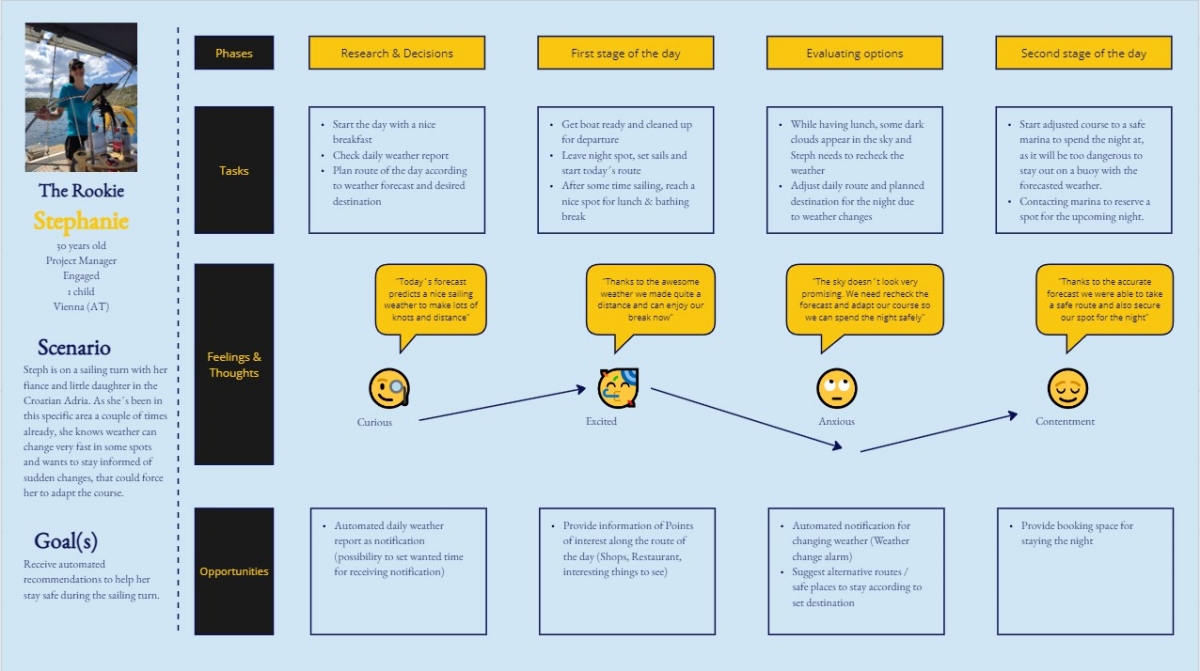 The Rookie
Stephanie
30 years old
Project Manager
Engaged
1 child
Vienna (AT)
Scenario
Steph is on a sailing turn with her
fiance and little daughter in the
Croatian Adria. As she´s been in
this specific area a couple of times
already, she knows weather can
change very fast in some spots
and wants to stay informed of
sudden changes, that could force
her to adapt the course.
Goal(s)
Receive automated
recommendations to help her
stay safe during the sailing turn.
Phases
Research & Decisions
First stage of the day
Evaluating options
Second stage of the day
Tasks
• Start the day with a nice
breakfast
• Check daily weather report
• Plan route of the day according
to weather forecast and desired
destination
• Get boat ready and cleaned up
for departure
• Leave night spot, set sails and
start today´s route
• After some time sailing, reach a
nice spot for lunch & bathing
break
• While having lunch, some dark
clouds appear in the sky and
Steph needs to recheck the
weather
• Adjust daily route and planned
destination for the night due
to weather changes
• Start adjusted course to a safe
marina to spend the night at,
as it will be too dangerous to
stay out on a buoy with the
forecasted weather.
• Contacting marina to reserve a
spot for the upcoming night.
Feelings &
Thoughts
"Today´s forecast
predicts a nice sailing
weather to make lots of
knots and distance"
"Thanks to the awesome
weather we made quite a
distance and can enjoy our
break now"
"The sky doesn´t look very
promising. We need recheck the
forecast and adapt our course so
we can spend the night safely"
"Thanks to the accurate
forecast we were able to take
a safe route and also secure
our spot for the night"
Curious
Excited
Anxious
Contentment
Opportunities
• Automated daily weather
report as notification
(possibility to set wanted time
for receiving notification)
• Provide information of Points
of interest along the route of
the day (Shops, Restaurant,
interesting things to see)
• Automated notification for
changing weather (Weather
change alarm)
• Suggest alternative routes /
safe places to stay according to
set destination
• Provide booking space for
staying the night